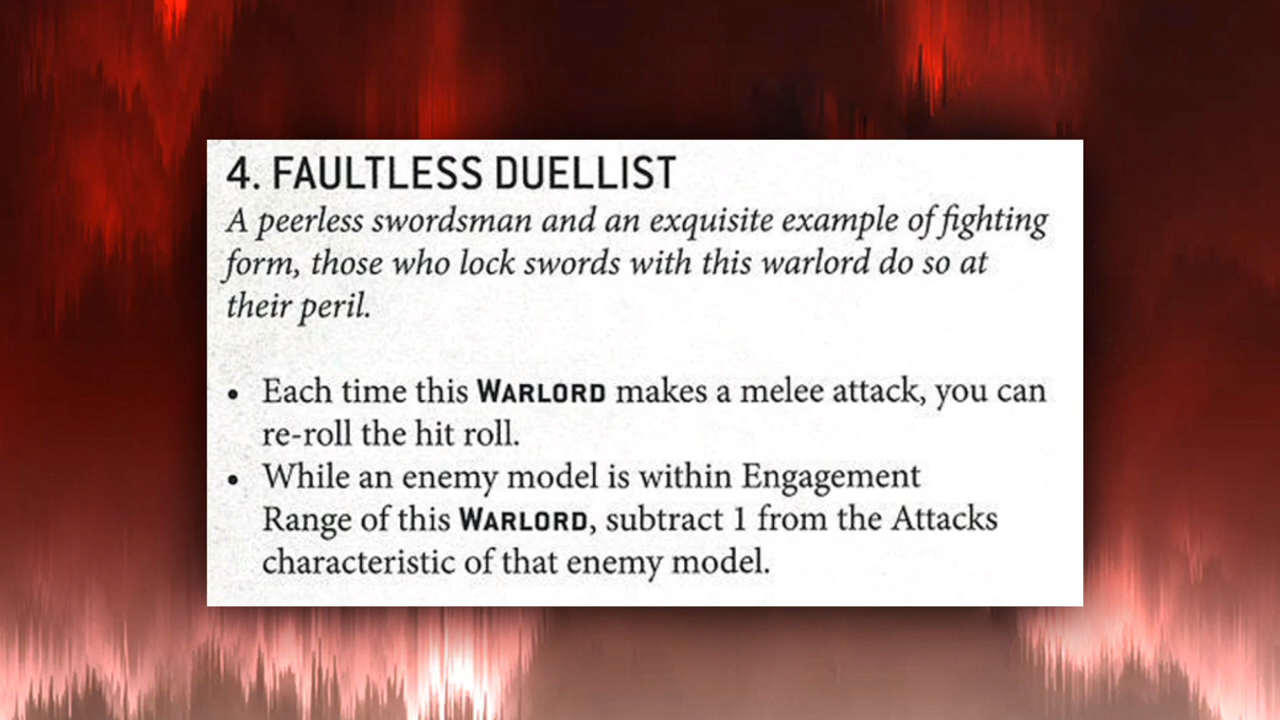 4. FAULTLESS DUELLIST
A peerless swordsman and an exquisite example of fighting
form, those who lock swords with this warlord do so at
their peril.
• Each time this WARLORD makes a melee attack, you can
re-roll the hit roll.
• While an enemy model is within Engagement
Range of this WARLORD, subtract 1 from the Attacks
characteristic of that enemy model.